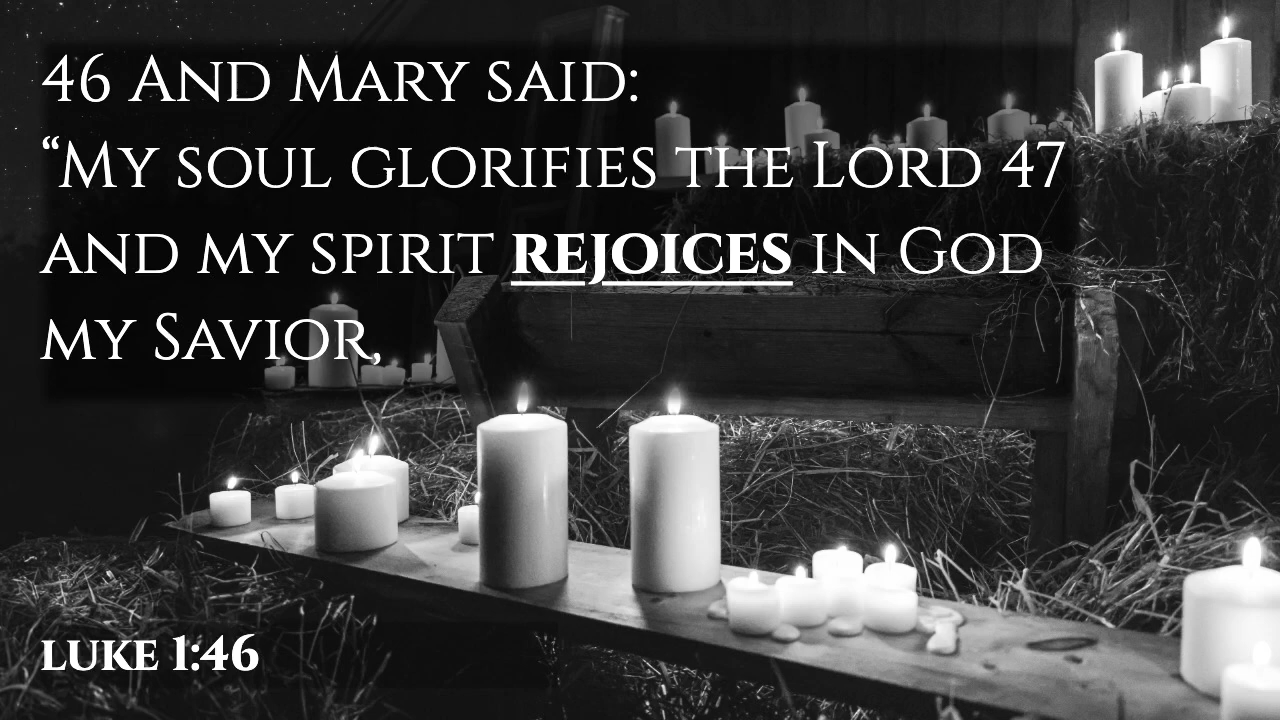 46 And Mary said:
“My soul glorifies the Lord 47
and my spirit rejoices in God
my Savior,
Luke 1:46